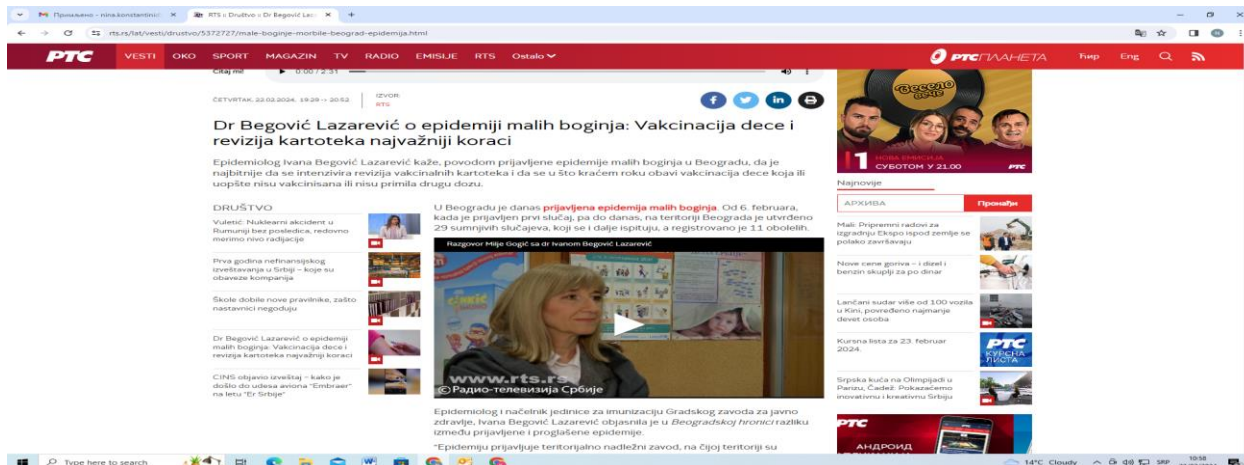 RTS :: Društvo :: Dr Begović Laz
rts.rs/lat/vesti/drustvo/5372727/male-boginje-morbile-beograd-epidemija.html
РТС VESTI OKO SPORT MAGAZIN TV RADIO EMISIJE RTS Ostalo
РТС ПЛАНЕТА Ћир Eng
Čitaj mi!
0:00 / 2:31
ČETVRTAK, 22.02.2024, 19:29 -> 20:52
IZVOR:
RTS
Dr Begović Lazarević o epidemiji malih boginja: Vakcinacija dece i
revizija kartoteka najvažniji koraci
Epidemiolog Ivana Begović Lazarević kaže, povodom prijavljene epidemije malih boginja u Beogradu, da je
najbitnije da se intenzivira revizija vakcinalnih kartoteka i da se u što kraćem roku obavi vakcinacija dece koja ili
uopšte nisu vakcinisana ili nisu primila drugu dozu.
DRUŠTVO
Vuletić: Nuklearni akcident u
Rumuniji bez posledica, redovno
merimo nivo radijacije
Prva godina nefinansijskog
izveštavanja u Srbiji – koje su
obaveze kompanija
Škole dobile nove pravilnike, zašto
nastavnici negoduju
Dr Begović Lazarević o epidemiji
malih boginja: Vakcinacija dece i
revizija kartoteka najvažniji koraci
CINS objavio izveštaj – kako je
došlo do udesa aviona "Embraer"
na letu "Er Srbije"
U Beogradu je danas prijavljena epidemija malih boginja. Od 6. februara,
kada je prijavljen prvi slučaj, pa do danas, na teritoriji Beograda je utvrđeno
29 sumnjivih slučajeva, koji se i dalje ispituju, a registrovano je 11 obolelih.
Razgovor Milje Gogić sa dr Ivanom Begović Lazarević
www.rts.rs
©Радио-телевизија Србије
Epidemiolog i načelnik jedinice za imunizaciju Gradskog zavoda za javno
zdravlje, Ivana Begović Lazarević objasnila je u Beogradskoj hronici razliku
između prijavljene i proglašene epidemije.
"Epidemiju prijavljuje teritorijalno nadležni zavod, na čijoj teritoriji su
Весело
вече
1
НОВА ЕМИСИЈА
СУБОТОМ У 21.00
РТС
Najnovije
АРХИВА
Пронађи
Mali: Pripremni radovi za
izgradnju Ekspo ispod zemlje se
polako završavaju
Nove cene goriva – i dizel i
benzin skuplji za po dinar
Lančani sudar više od 100 vozila
u Kini, povređeno najmanje
devet osoba
Kursna lista za 23. februar
2024.
РТС
КУРСНА
ЛИСТА
Srpska kuća na Olimpijadi u
Parizu, Čadež: Pokazaćemo
inovativnu i kreativnu Srbiju
РТС
АНДРОИД
Type here to search
14°C Cloudy
SRP
10:58